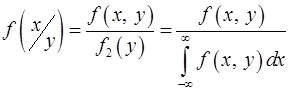 f(x/y) = f(x, y)/f₂(y) = f(x, y)/∫_{-∞}^{∞} f(x, y) dx